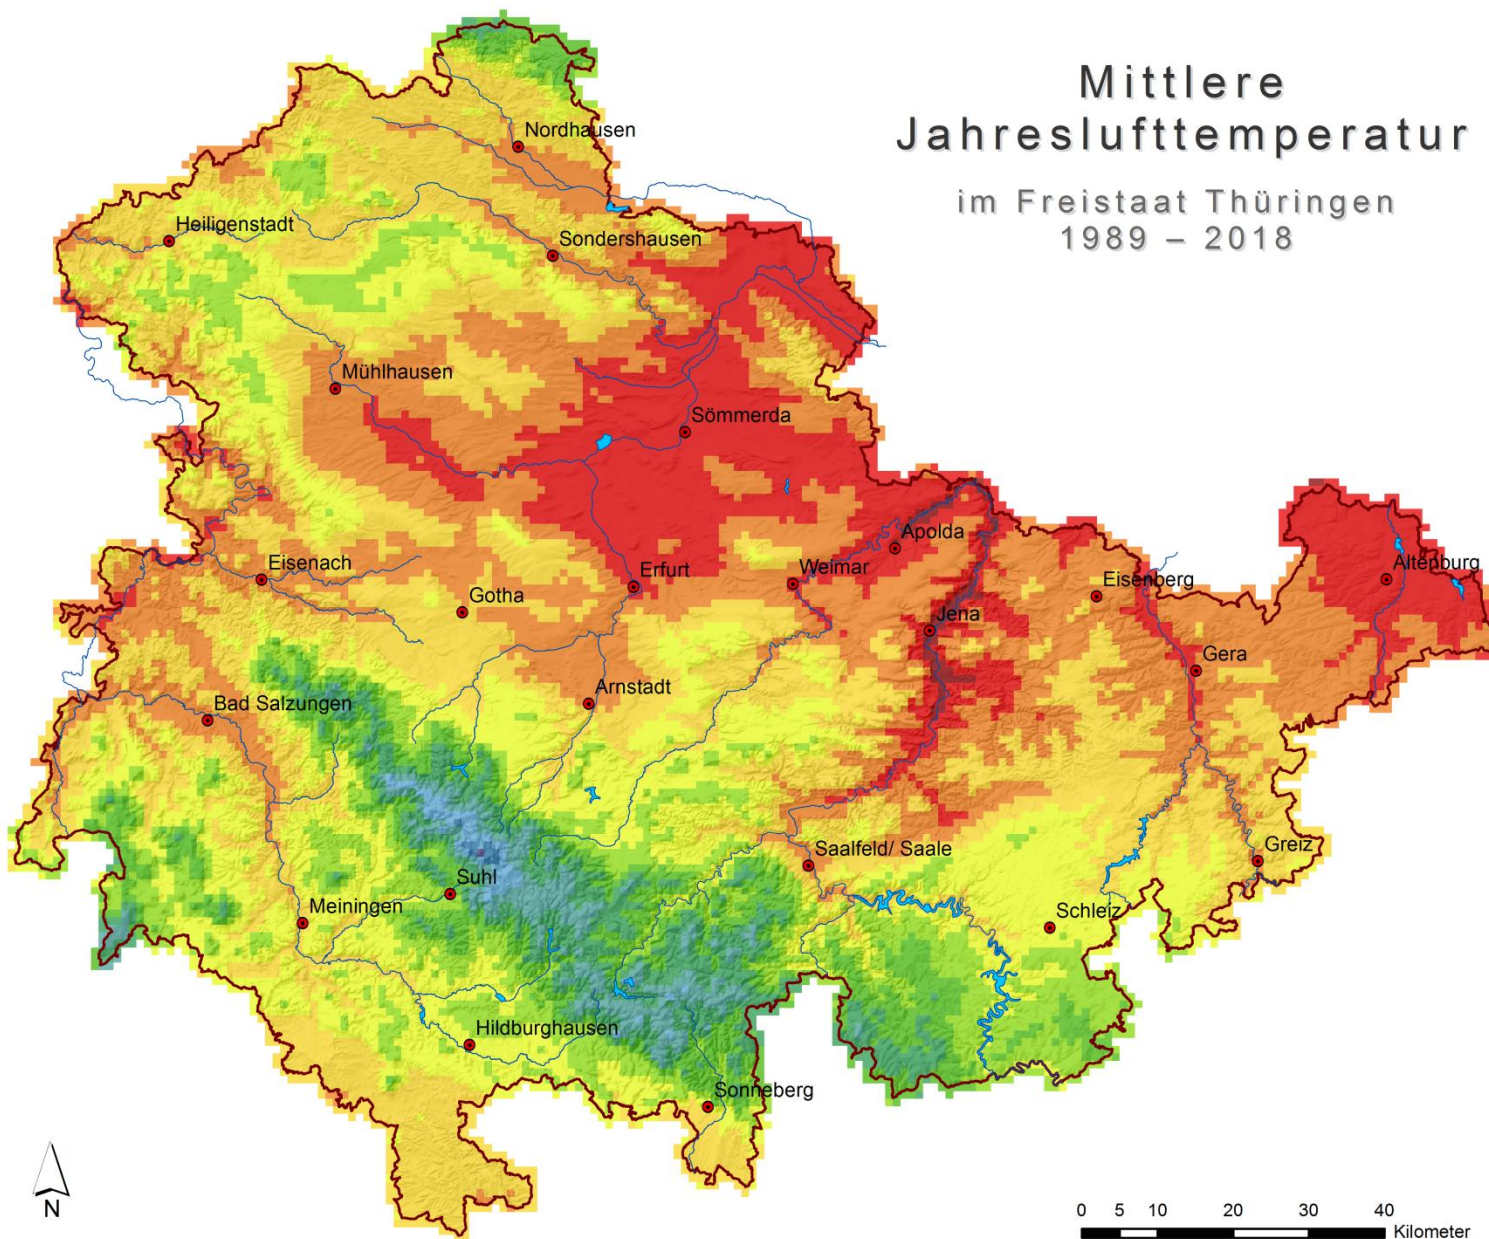 Mittlere
Jahreslufttemperatur
im Freistaat Thüringen
1989 – 2018
Nordhausen
Heiligenstadt
Sondershausen
Mühlhausen
Sömmerda
Apolda
Eisenach
Gotha
Erfurt
Weimar
Eisenberg
Altenburg
Jena
Gera
Arnstadt
Bad Salzungen
Saalfeld/ Saale
Greiz
Suhl
Meiningen
Schleiz
Hildburghausen
Sonneberg
N
0 5 10 20 30 40
Kilometer